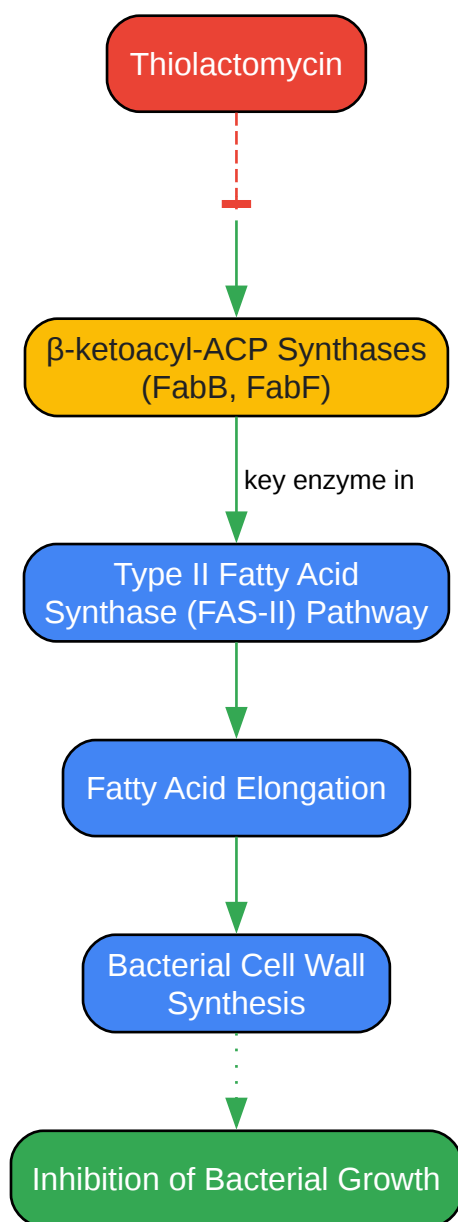 Thiolactomycin
β-ketoacyl-ACP Synthases
(FabB, FabF)
key enzyme in
Type II Fatty Acid
Synthase (FAS-II) Pathway
Fatty Acid Elongation
Bacterial Cell Wall
Synthesis
Inhibition of Bacterial Growth